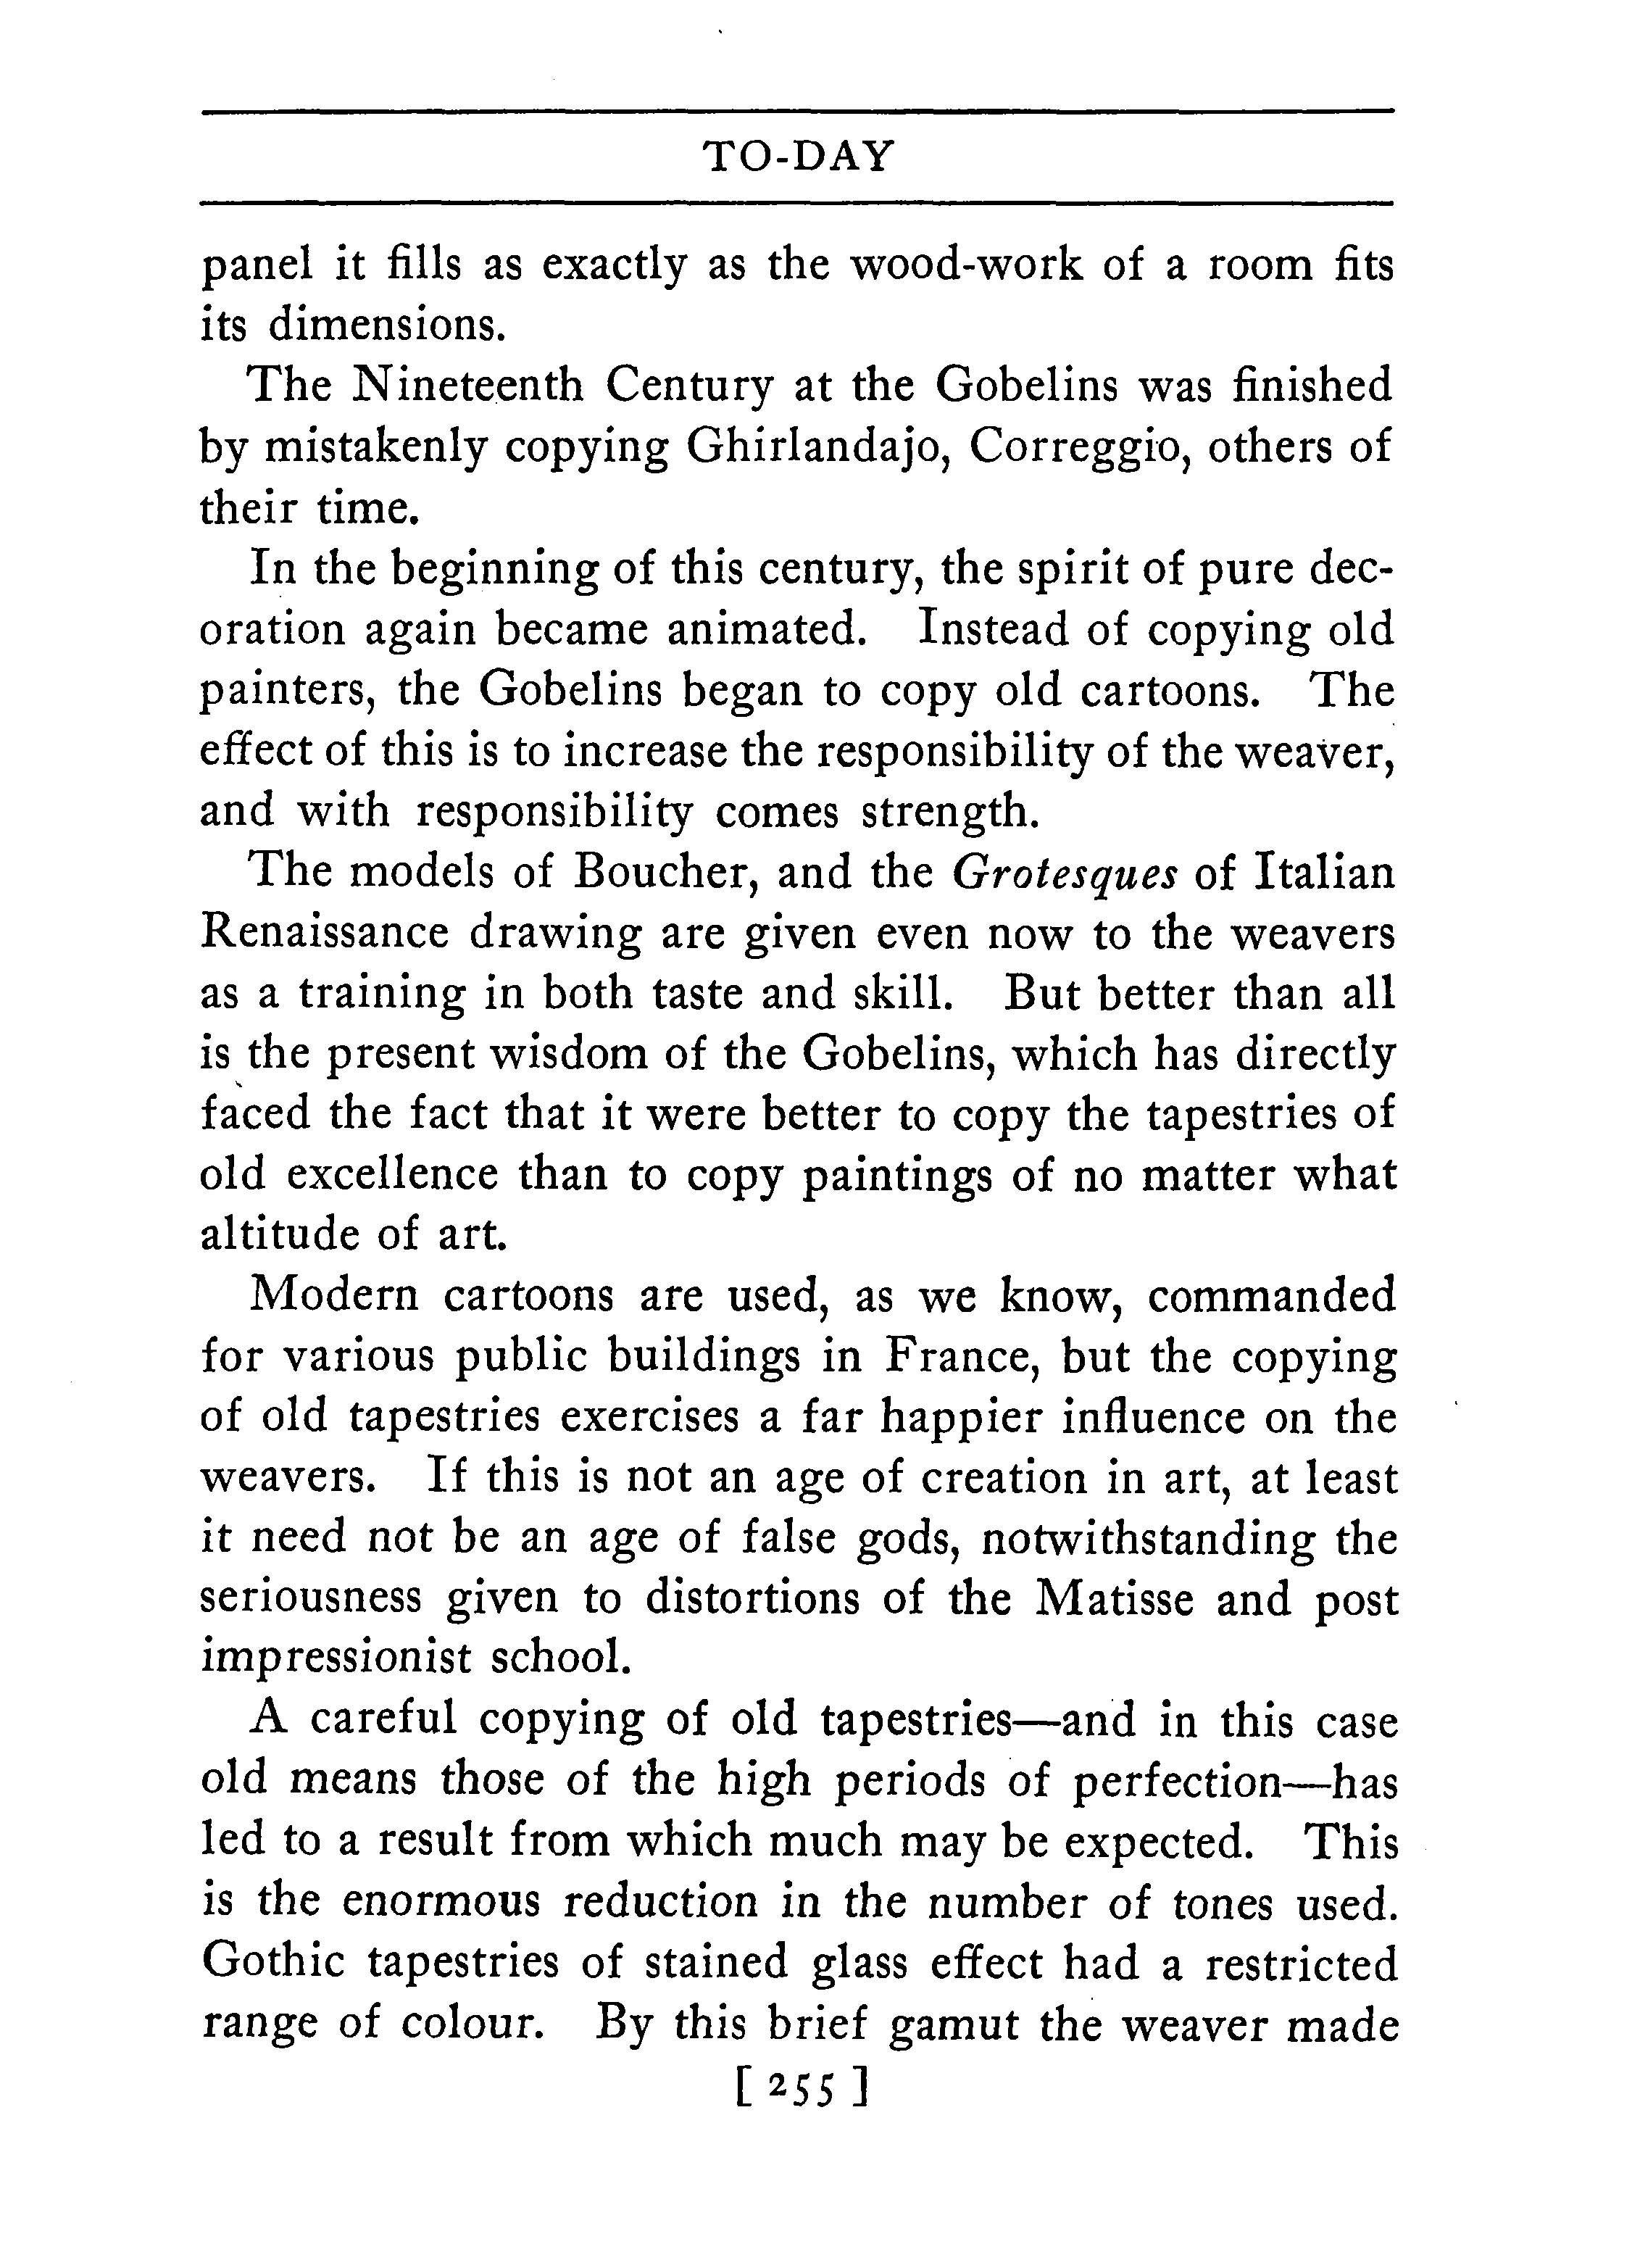 TO-DAY
panel it fills as exactly as the wood-work of a room fits
its dimensions.
The Nineteenth Century at the Gobelins was finished
by mistakenly copying Ghirlandajo, Correggio, others of
their time.
In the beginning of this century, the spirit of pure dec-
oration again became animated. Instead of copying old
painters, the Gobelins began to copy old cartoons. The
effect of this is to increase the responsibility of the weaver,
and with responsibility comes strength.
The models of Boucher, and the Grotesques of Italian
Renaissance drawing are given even now to the weavers
as a training in both taste and skill. But better than all
is the present wisdom of the Gobelins, which has directly
faced the fact that it were better to copy the tapestries of
old excellence than to copy paintings of no matter what
altitude of art.
Modern cartoons are used, as we know, commanded
for various public buildings in France, but the copying
of old tapestries exercises a far happier influence on the
weavers. If this is not an age of creation in art, at least
it need not be an age of false gods, notwithstanding the
seriousness given to distortions of the Matisse and post
impressionist school.
A careful copying of old tapestries—and in this case
old means those of the high periods of perfection—has
led to a result from which much may be expected. This
is the enormous reduction in the number of tones used.
Gothic tapestries of stained glass effect had a restricted
range of colour. By this brief gamut the weaver made
[ 255 ]